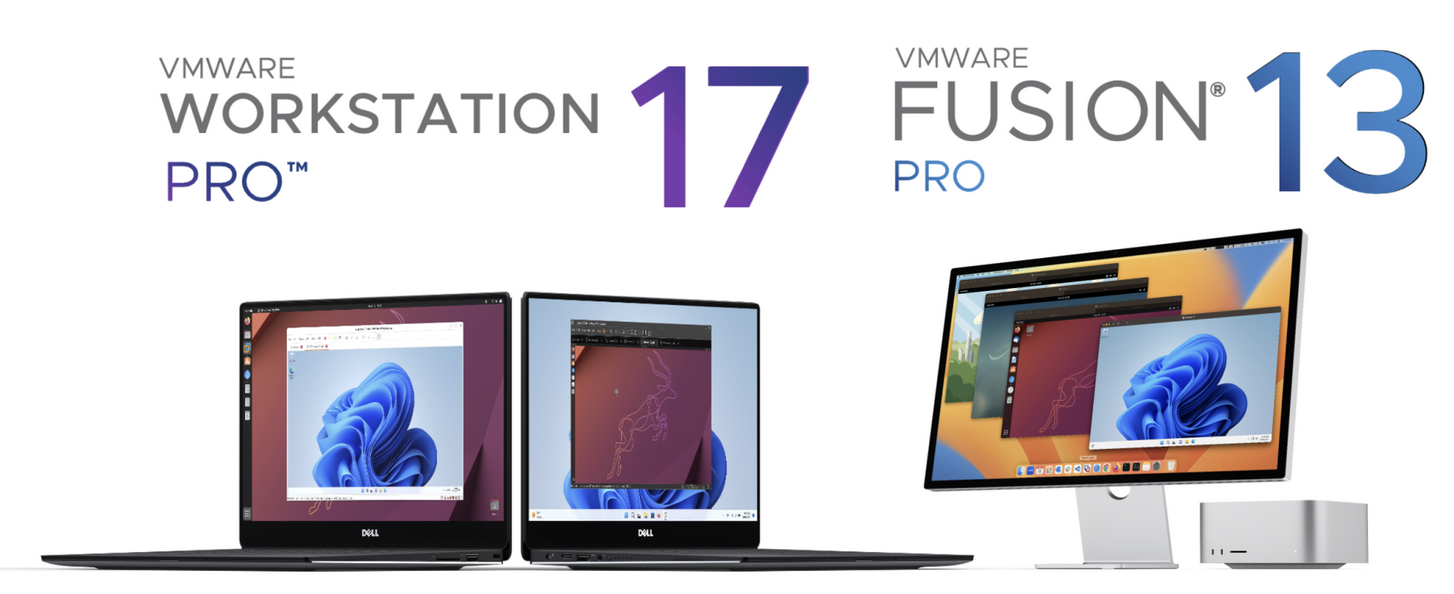 VMWARE
WORKSTATION
PRO™
17
VMWARE
FUSION®
PRO
13
DELL
DELL